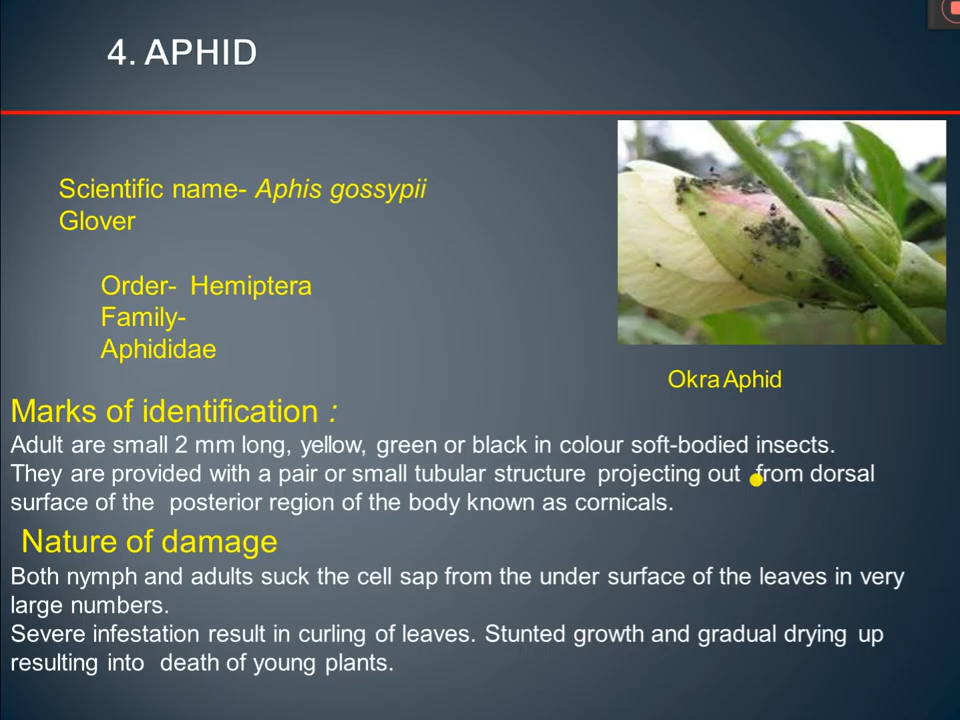 4. APHID
Scientific name- Aphis gossypii
Glover
Order- Hemiptera
Family-
Aphididae
Okra Aphid
Marks of identification :
Adult are small 2 mm long, yellow, green or black in colour soft-bodied insects.
They are provided with a pair or small tubular structure projecting out from dorsal
surface of the posterior region of the body known as cornicals.
Nature of damage
Both nymph and adults suck the cell sap from the under surface of the leaves in very
large numbers.
Severe infestation result in curling of leaves. Stunted growth and gradual drying up
resulting into death of young plants.